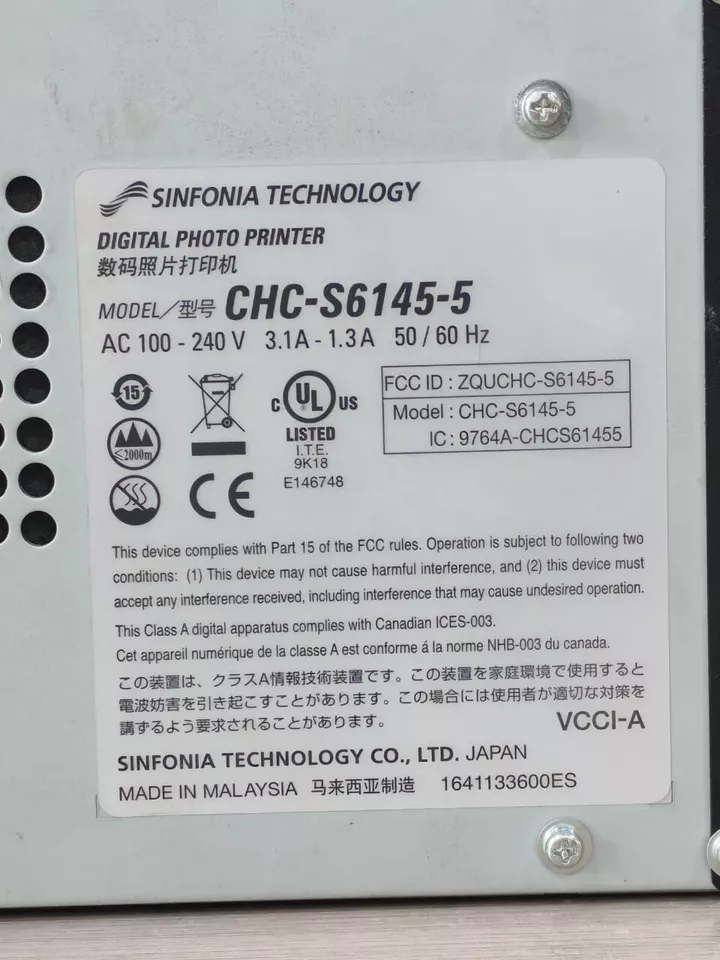 SINFONIA TECHNOLOGY
DIGITAL PHOTO PRINTER
数码照片打印机
MODEL／型号 CHC-S6145-5
AC 100 - 240 V 3.1A - 1.3 A 50 / 60 Hz
15
≤2000m
C UL US
LISTED
I.T.E.
9K18
E146748
CE
FCC ID : ZQUCHC-S6145-5
Model : CHC-S6145-5
IC : 9764A-CHCS61455
This device complies with Part 15 of the FCC rules. Operation is subject to following two
conditions: (1) This device may not cause harmful interference, and (2) this device must
accept any interference received, including interference that may cause undesired operation.
This Class A digital apparatus complies with Canadian ICES-003.
Cet appareil numérique de la classe A est conforme á la norme NHB-003 du canada.
この装置は、クラスA情報技術装置です。この装置を家庭環境で使用すると
電波妨害を引き起こすことがあります。この場合には使用者が適切な対策を
講ずるよう要求されることがあります。
VCCI-A
SINFONIA TECHNOLOGY CO., LTD. JAPAN
MADE IN MALAYSIA 马来西亚制造 1641133600ES